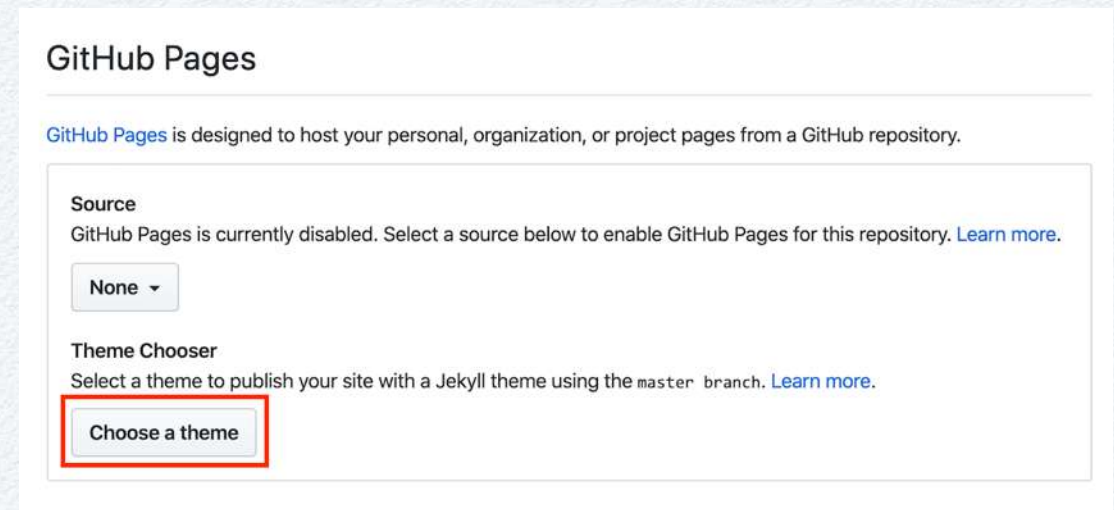 GitHub Pages
GitHub Pages is designed to host your personal, organization, or project pages from a GitHub repository.
Source
GitHub Pages is currently disabled. Select a source below to enable GitHub Pages for this repository. Learn more.
None
Theme Chooser
Select a theme to publish your site with a Jekyll theme using the master branch. Learn more.
Choose a theme